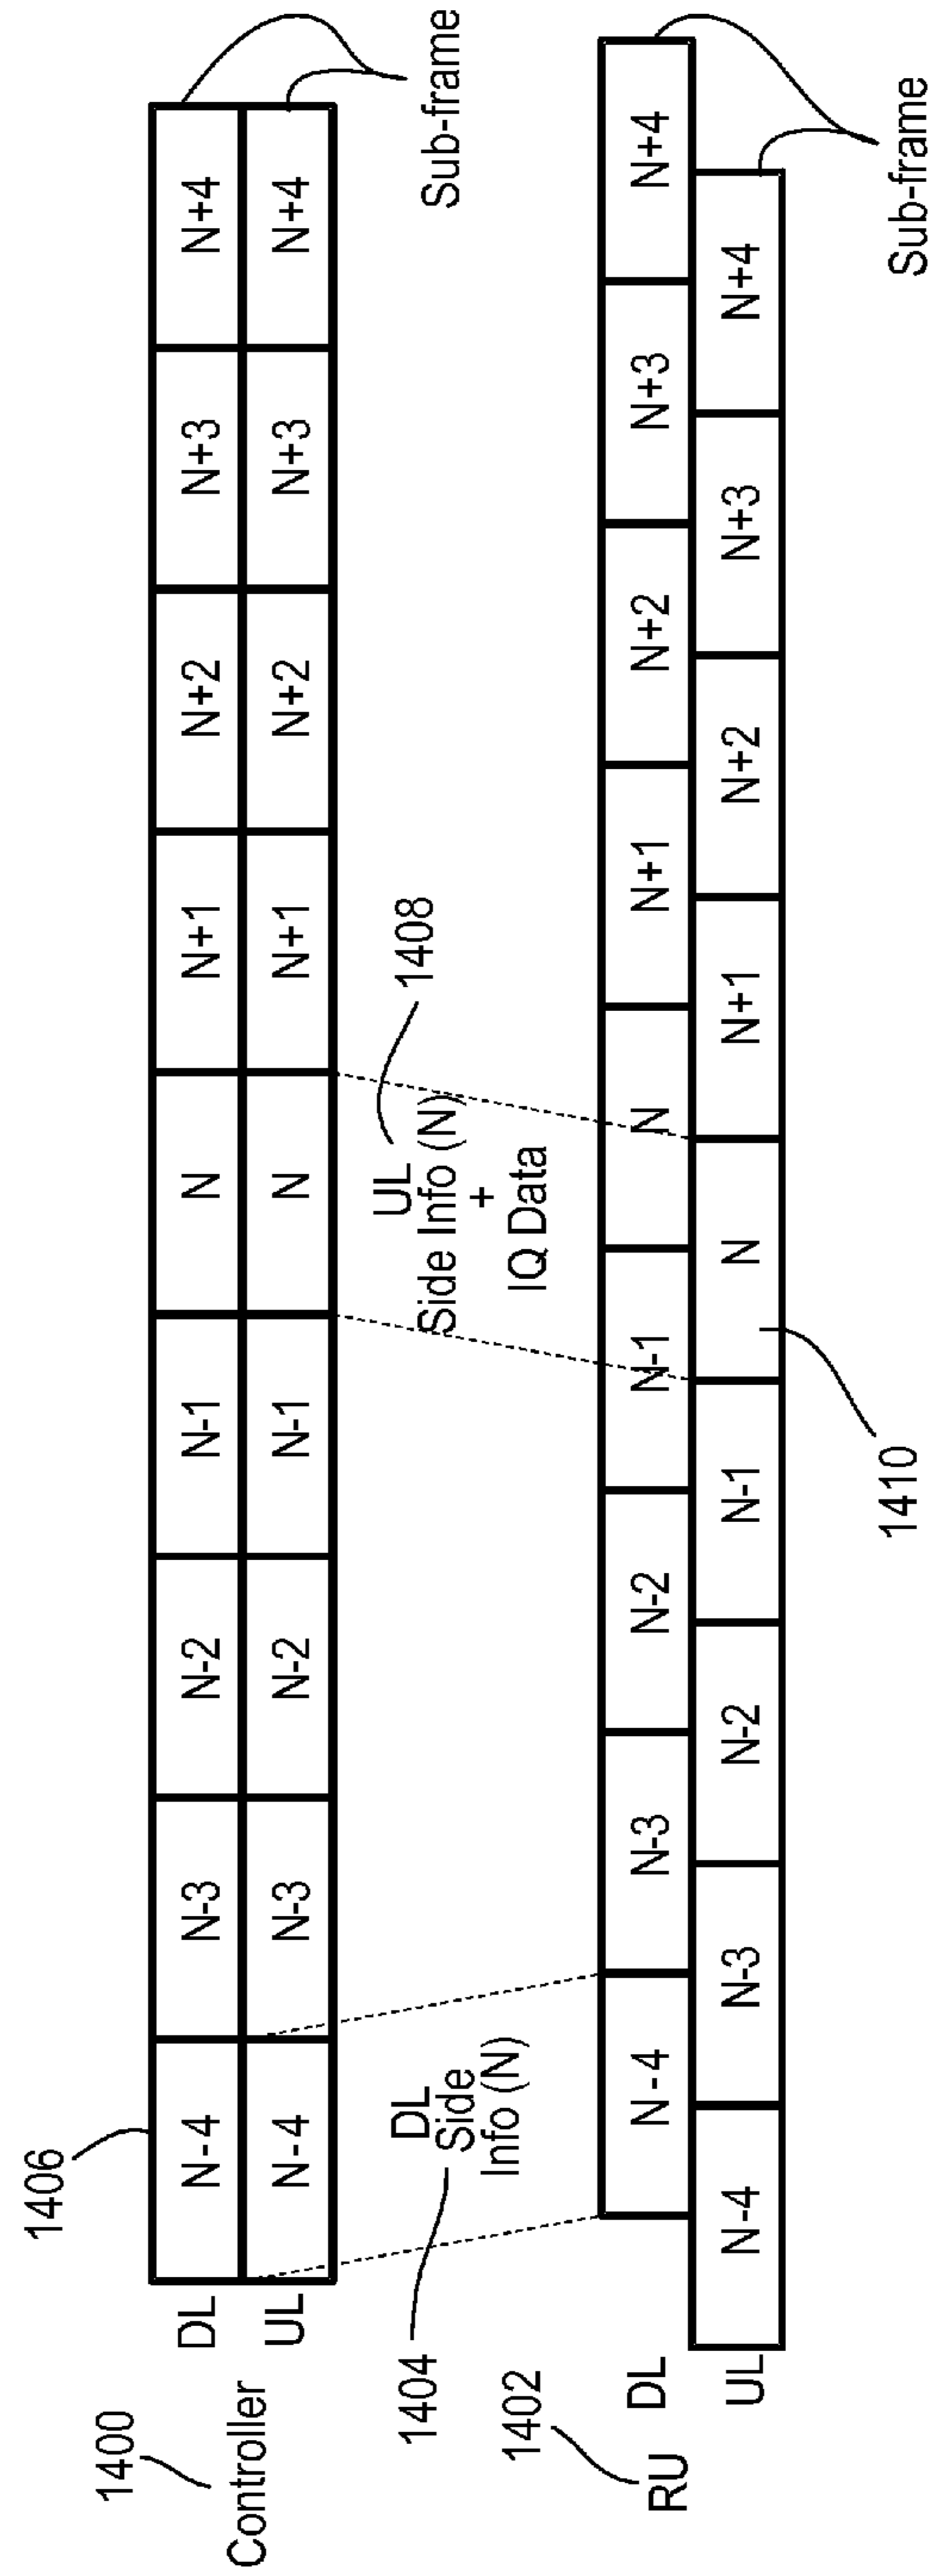 1400
Controller
1406
DL N-4 N-3 N-2 N-1 N N+1 N+2 N+3 N+4
UL N-4 N-3 N-2 N-1 N N+1 N+2 N+3 N+4
Sub-frame
1404
DL
Side
Info (N)
1408
UL
Side Info (N)
+
IQ Data
1402
RU
DL N-4 N-3 N-2 N-1 N N+1 N+2 N+3 N+4
UL N-4 N-3 N-2 N-1 N N+1 N+2 N+3 N+4
1410
Sub-frame